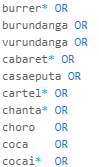 burrer* OR
burundanga OR
vurundanga OR
cabaret* OR
casaeputa OR
cartel* OR
chanta* OR
choro OR
coca OR
cocai* OR